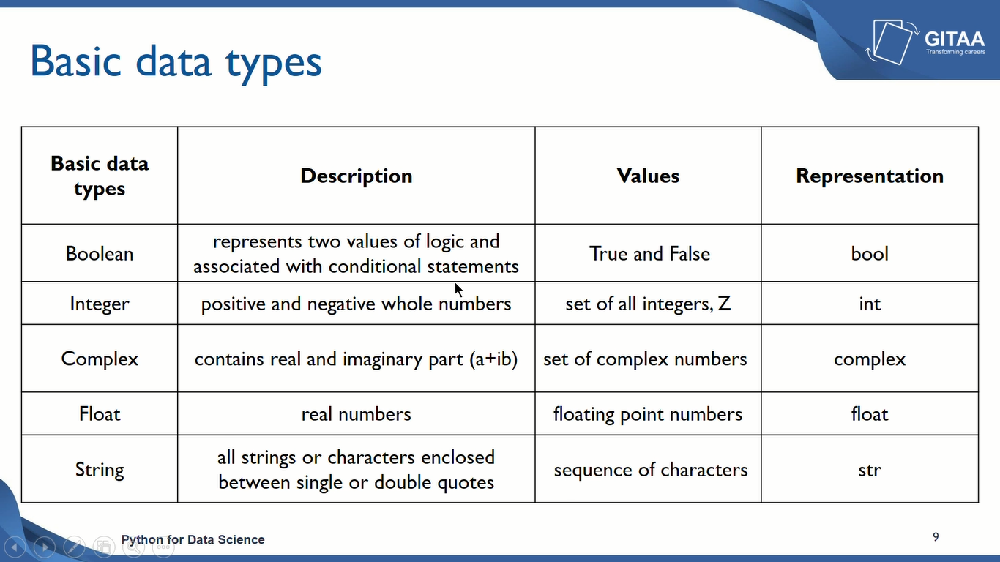 GITAA
Transforming careers
Basic data types
Basic data
types
Description
Values
Representation
Boolean
represents two values of logic and
associated with conditional statements
True and False
bool
Integer
positive and negative whole numbers
set of all integers, Z
int
Complex
contains real and imaginary part (a+ib)
set of complex numbers
complex
Float
real numbers
floating point numbers
float
String
all strings or characters enclosed
between single or double quotes
sequence of characters
str
Python for Data Science
9